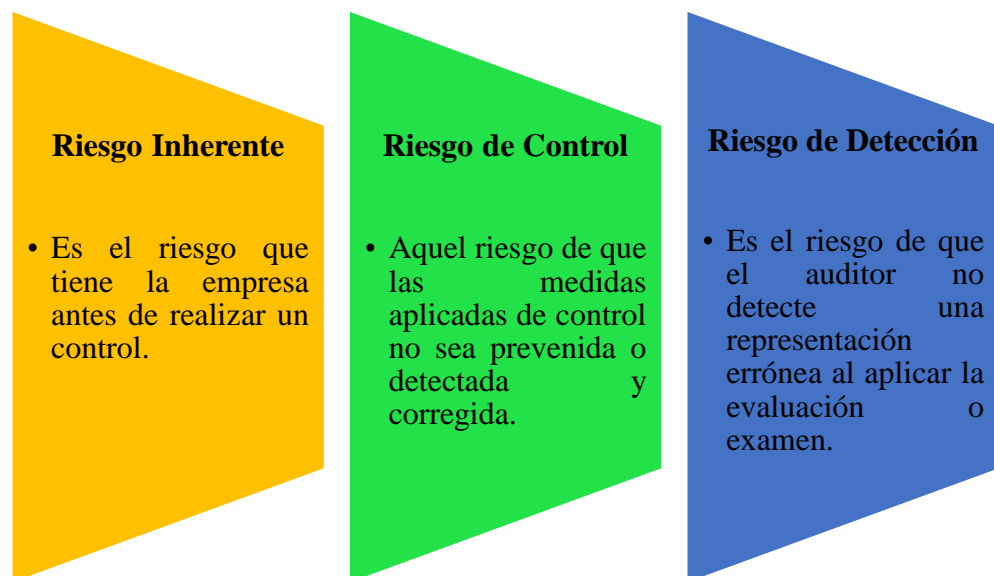 Riesgo Inherente
• Es el riesgo que
tiene la empresa
antes de realizar un
control.
Riesgo de Control
• Aquel riesgo de que
las medidas
aplicadas de control
no sea prevenida o
detectada y
corregida.
Riesgo de Detección
• Es el riesgo de que
el auditor no
detecte una
representación
errónea al aplicar la
evaluación o
examen.